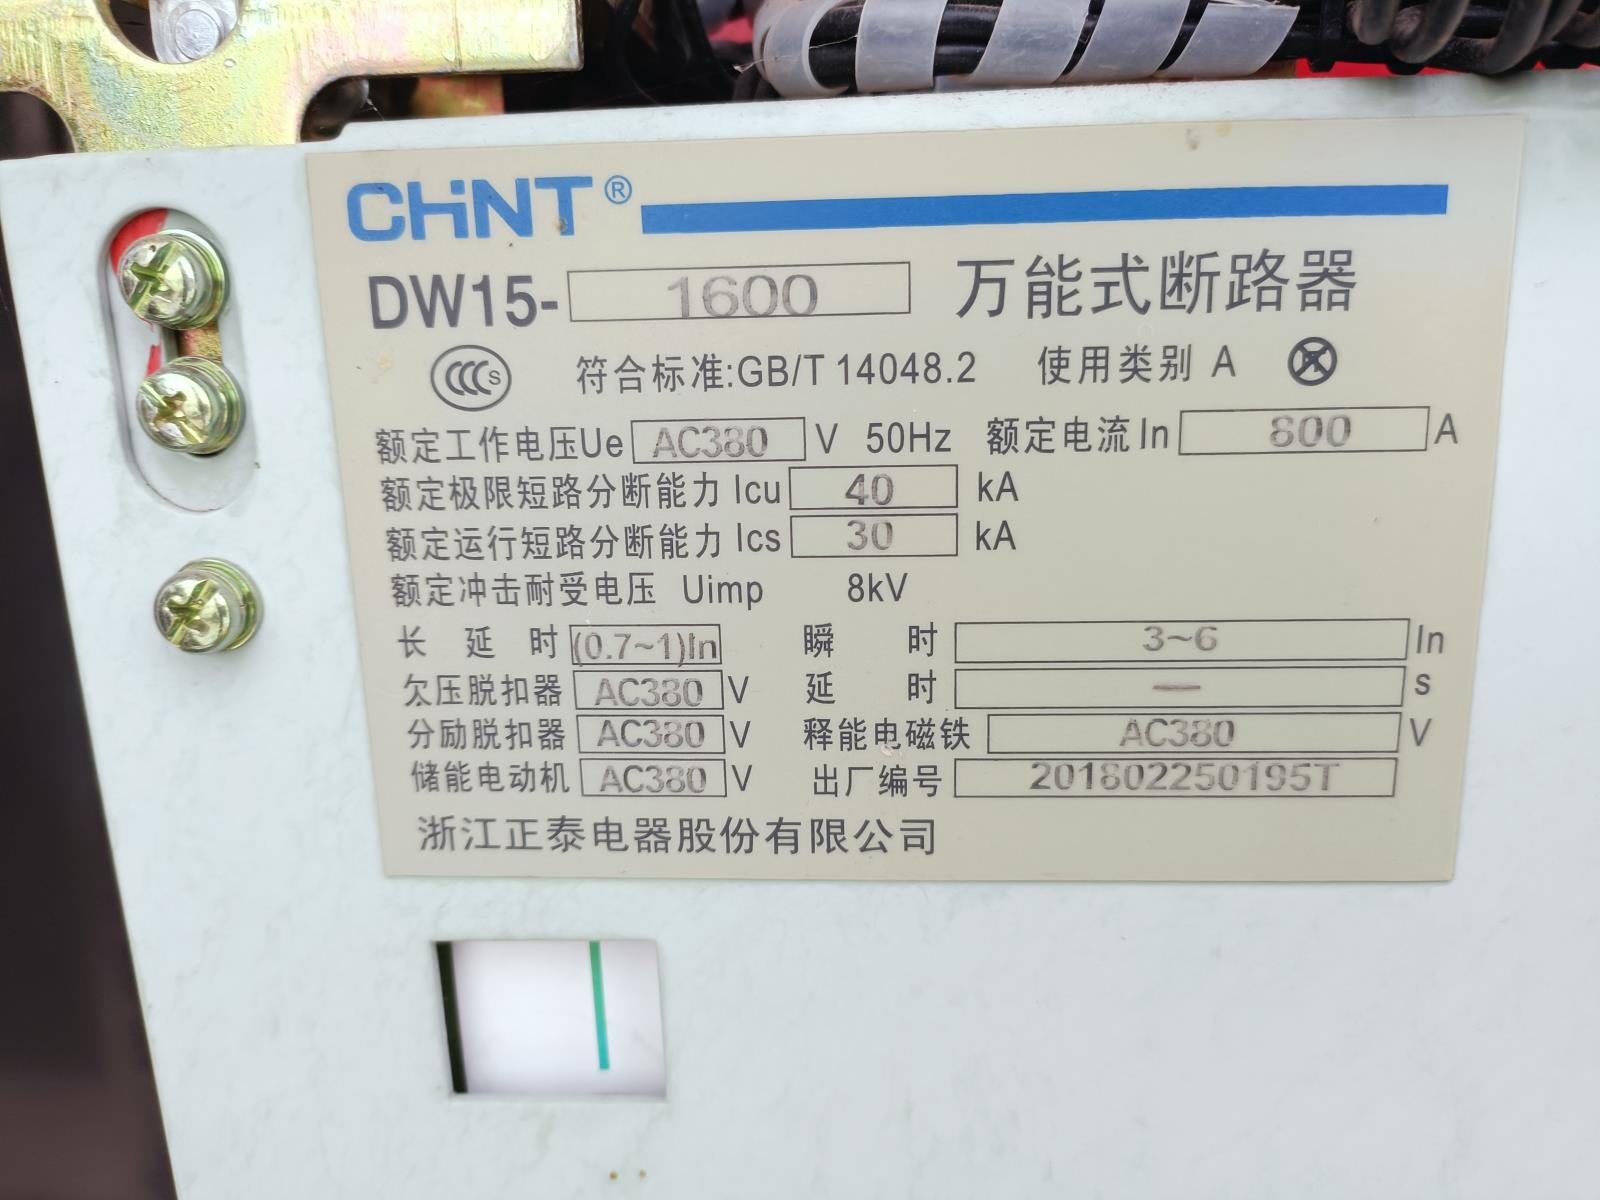 CHiNT®
DW15- 1600 万能式断路器
CCC S 符合标准:GB/T 14048.2 使用类别 A
额定工作电压Ue AC380 V 50Hz 额定电流In 800 A
额定极限短路分断能力 Icu 40 kA
额定运行短路分断能力 Ics 30 kA
额定冲击耐受电压 Uimp 8kV
长延时 (0.7~1)In 瞬时 3~6 In
欠压脱扣器 AC380 V 延时 — s
分励脱扣器 AC380 V 释能电磁铁 AC380 V
储能电动机 AC380 V 出厂编号 201802250195T
浙江正泰电器股份有限公司